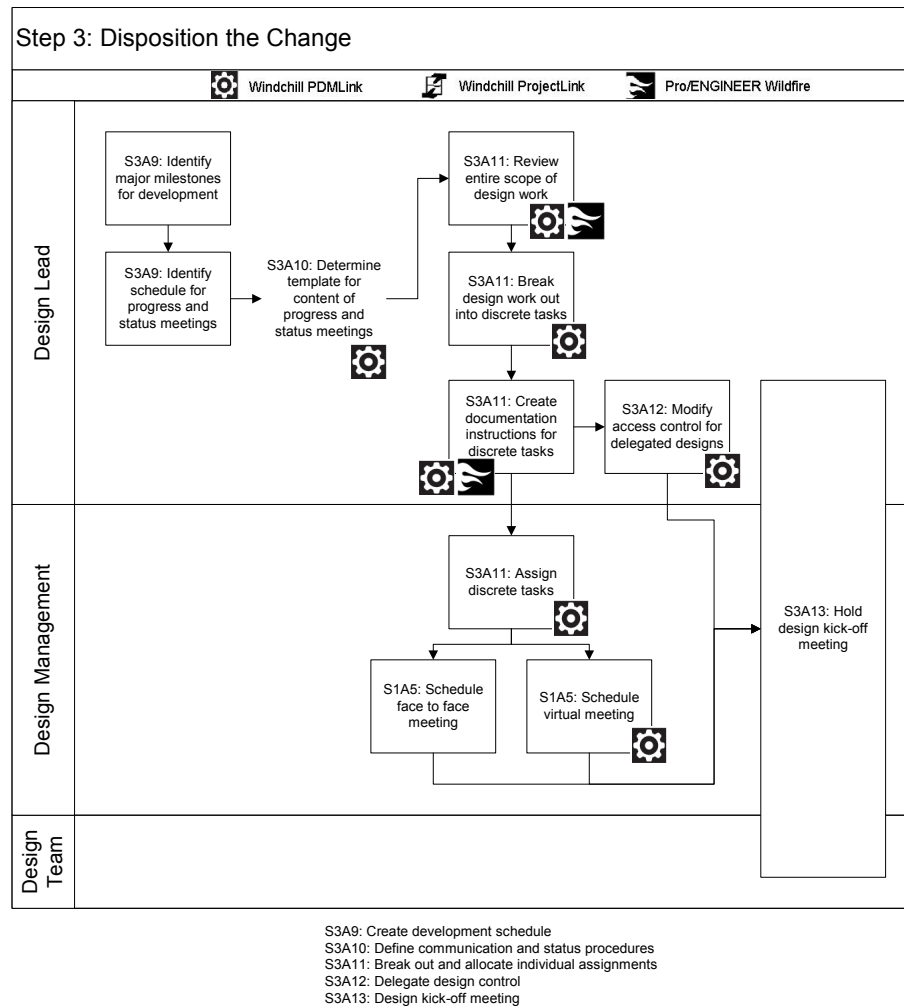 Step 3: Disposition the Change
Windchill PDMLink
Windchill ProjectLink
Pro/ENGINEER Wildfire
Design Lead
S3A9: Identify
major milestones
for development
S3A9: Identify
schedule for
progress and
status meetings
S3A10: Determine
template for
content of
progress and
status meetings
S3A11: Review
entire scope of
design work
S3A11: Break
design work out
into discrete tasks
S3A11: Create
documentation
instructions for
discrete tasks
S3A12: Modify
access control for
delegated designs
Design Management
S3A11: Assign
discrete tasks
S1A5: Schedule
face to face
meeting
S1A5: Schedule
virtual meeting
S3A13: Hold
design kick-off
meeting
Design
Team
S3A9: Create development schedule
S3A10: Define communication and status procedures
S3A11: Break out and allocate individual assignments
S3A12: Delegate design control
S3A13: Design kick-off meeting